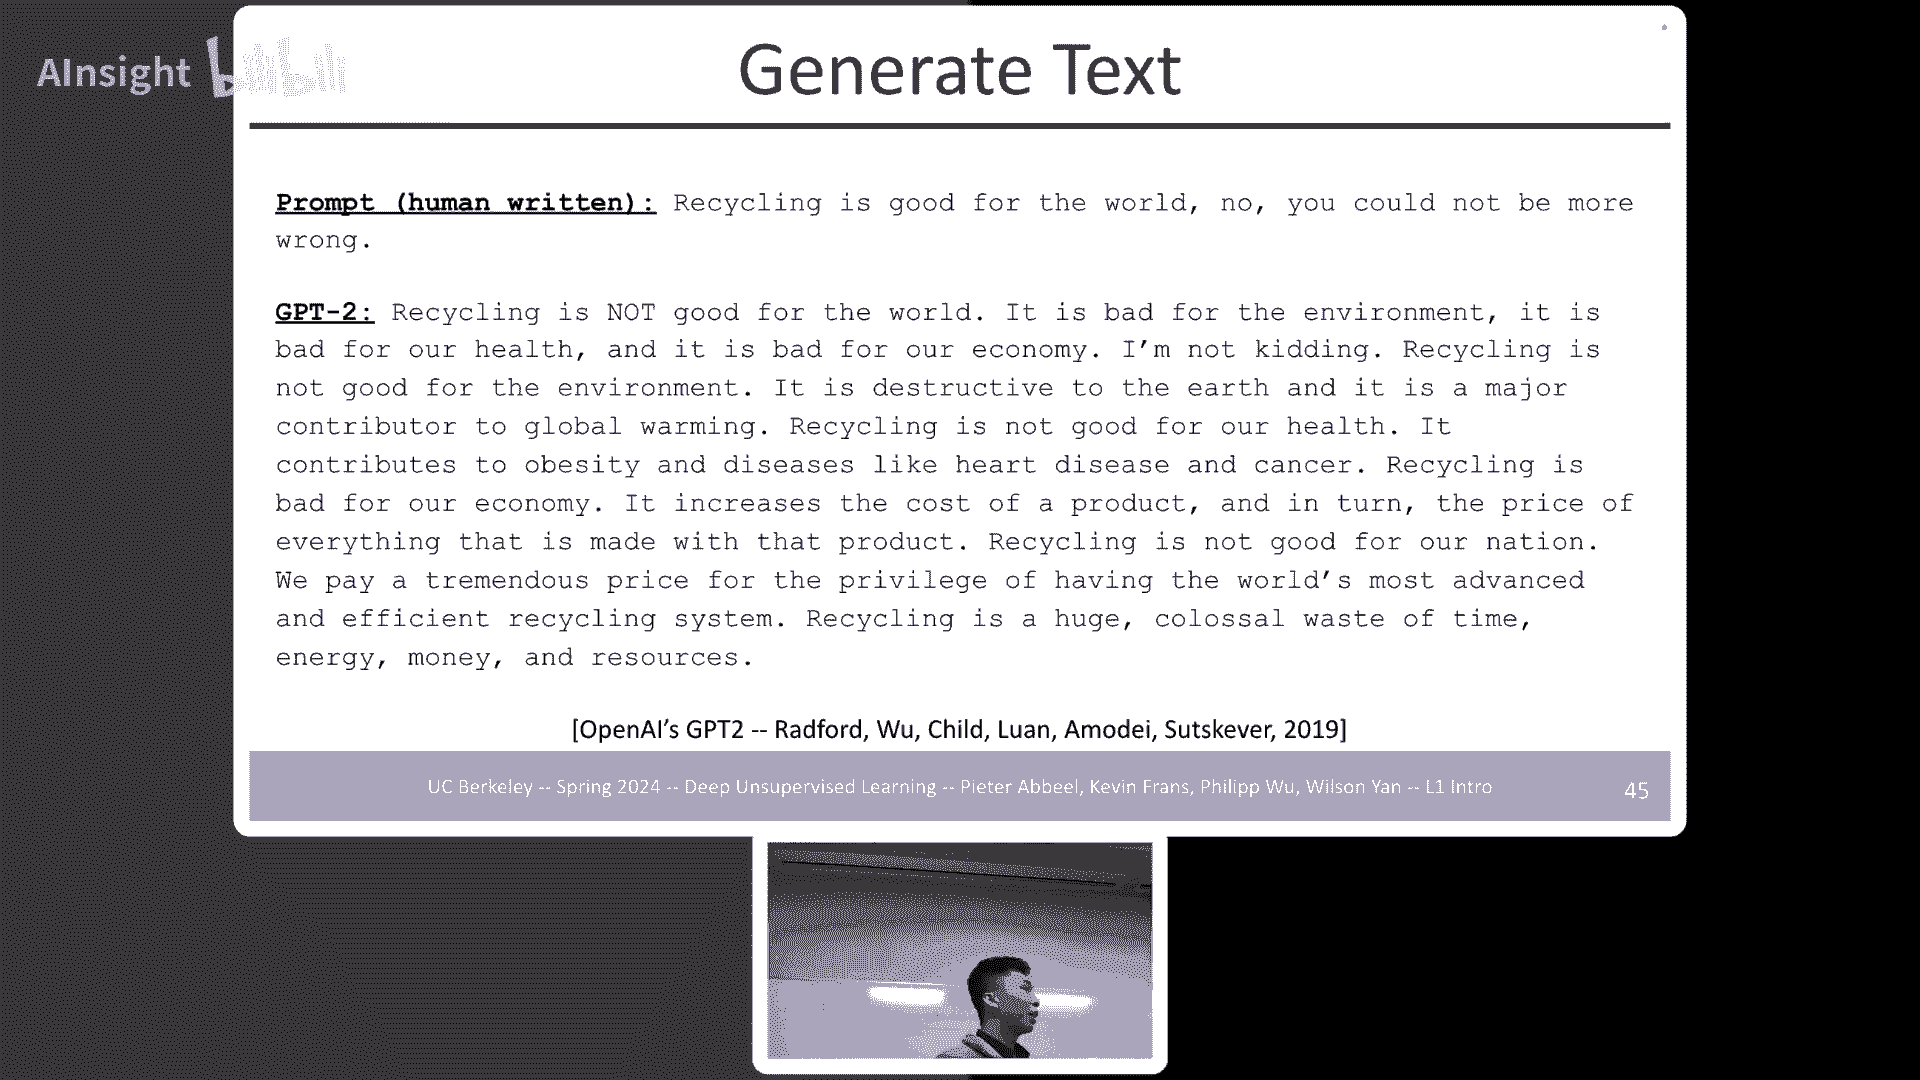 AInsight bilibili
Generate Text
Prompt (human written): Recycling is good for the world, no, you could not be more
wrong.
GPT-2: Recycling is NOT good for the world. It is bad for the environment, it is
bad for our health, and it is bad for our economy. I’m not kidding. Recycling is
not good for the environment. It is destructive to the earth and it is a major
contributor to global warming. Recycling is not good for our health. It
contributes to obesity and diseases like heart disease and cancer. Recycling is
bad for our economy. It increases the cost of a product, and in turn, the price of
everything that is made with that product. Recycling is not good for our nation.
We pay a tremendous price for the privilege of having the world’s most advanced
and efficient recycling system. Recycling is a huge, colossal waste of time,
energy, money, and resources.
[OpenAI’s GPT2 -- Radford, Wu, Child, Luan, Amodei, Sutskever, 2019]
UC Berkeley -- Spring 2024 -- Deep Unsupervised Learning -- Pieter Abbeel, Kevin Frans, Philipp Wu, Wilson Yan -- L1 Intro
45